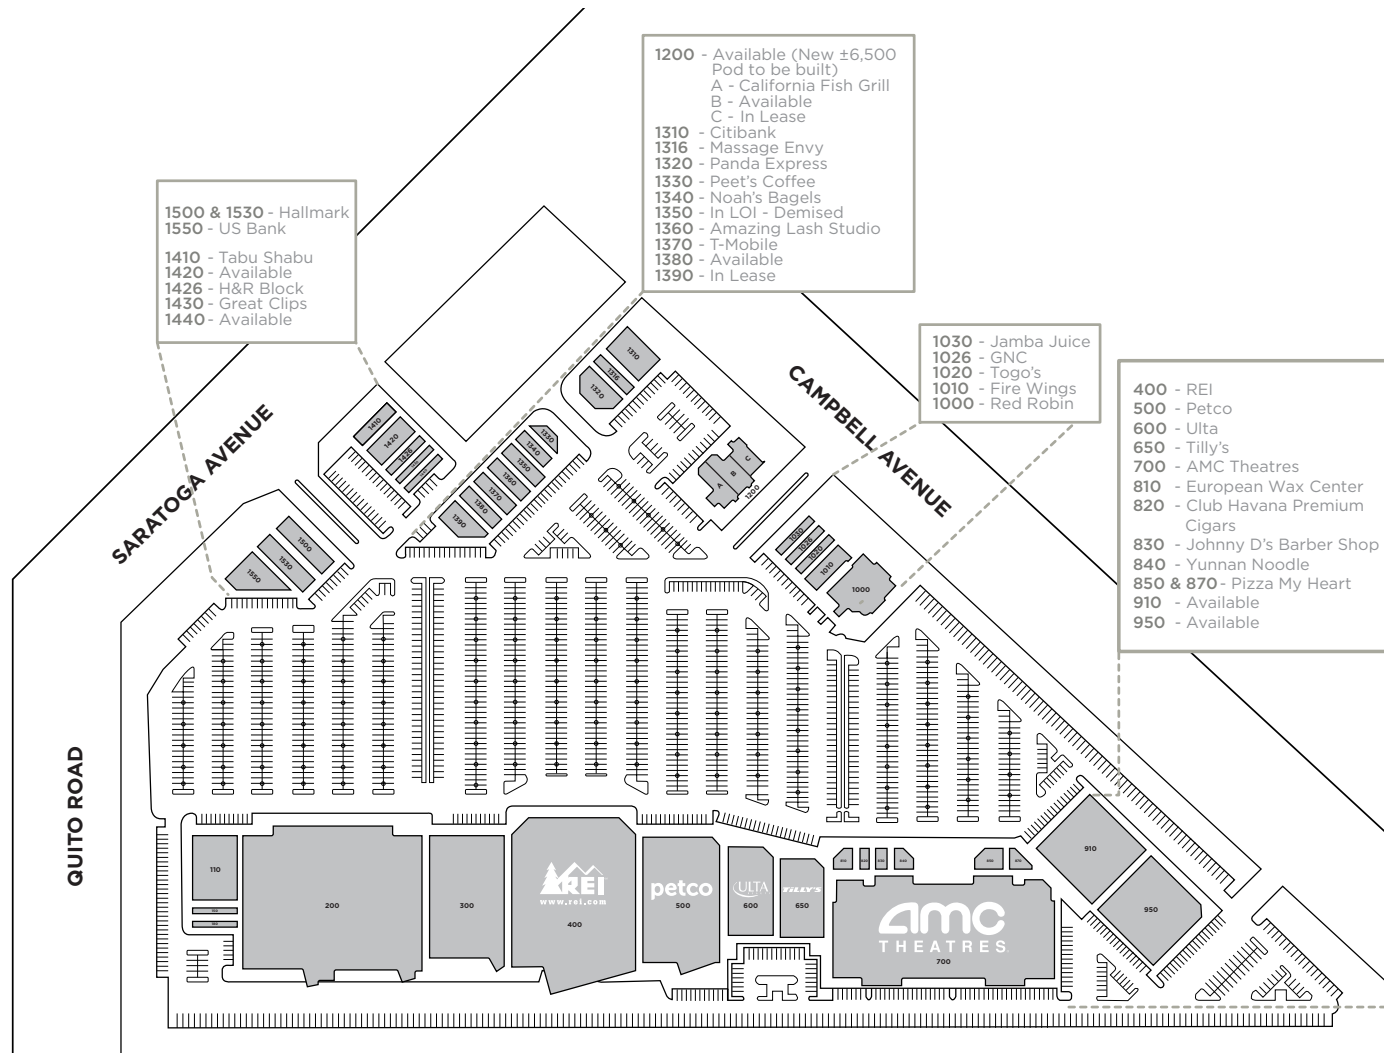 1200 - Available (New ±6,500
Pod to be built)
A - California Fish Grill
B - Available
C - In Lease
1310 - Citibank
1316 - Massage Envy
1320 - Panda Express
1330 - Peet's Coffee
1340 - Noah's Bagels
1350 - In LOI - Demised
1360 - Amazing Lash Studio
1370 - T-Mobile
1380 - Available
1390 - In Lease
1500 & 1530 - Hallmark
1550 - US Bank
1410 - Tabu Shabu
1420 - Available
1426 - H&R Block
1430 - Great Clips
1440 - Available
1030 - Jamba Juice
1026 - GNC
1020 - Togo's
1010 - Fire Wings
1000 - Red Robin
400 - REI
500 - Petco
600 - Ulta
650 - Tilly's
700 - AMC Theatres
810 - European Wax Center
820 - Club Havana Premium
Cigars
830 - Johnny D's Barber Shop
840 - Yunnan Noodle
850 & 870 - Pizza My Heart
910 - Available
950 - Available
SARATOGA AVENUE
CAMPBELL AVENUE
QUITO ROAD
1310
1316
1320
1410
1420
1426
1330
1340
1350
1360
1370
1380
1390
A
B
C
1200
1500
1530
1550
1030
1026
1020
1010
1000
110
200
300
REI
www.rei.com
400
petco
500
ULTA
600
TILLY'S
650
amc
THEATRES
700
910
950